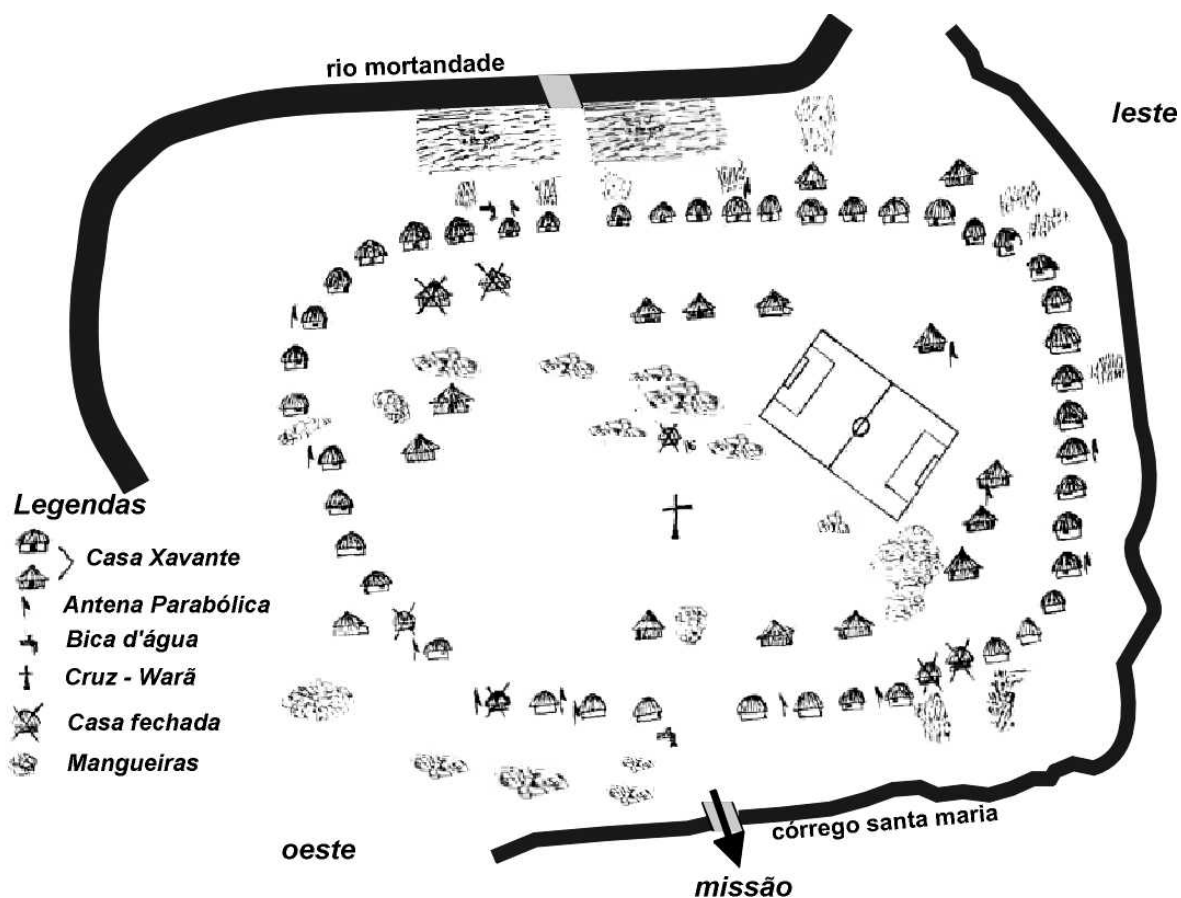 rio mortandade
leste
Legendas
Casa Xavante
Antena Parabólica
Bica d'água
Cruz - Warã
Casa fechada
Mangueiras
córrego santa maria
oeste
missão